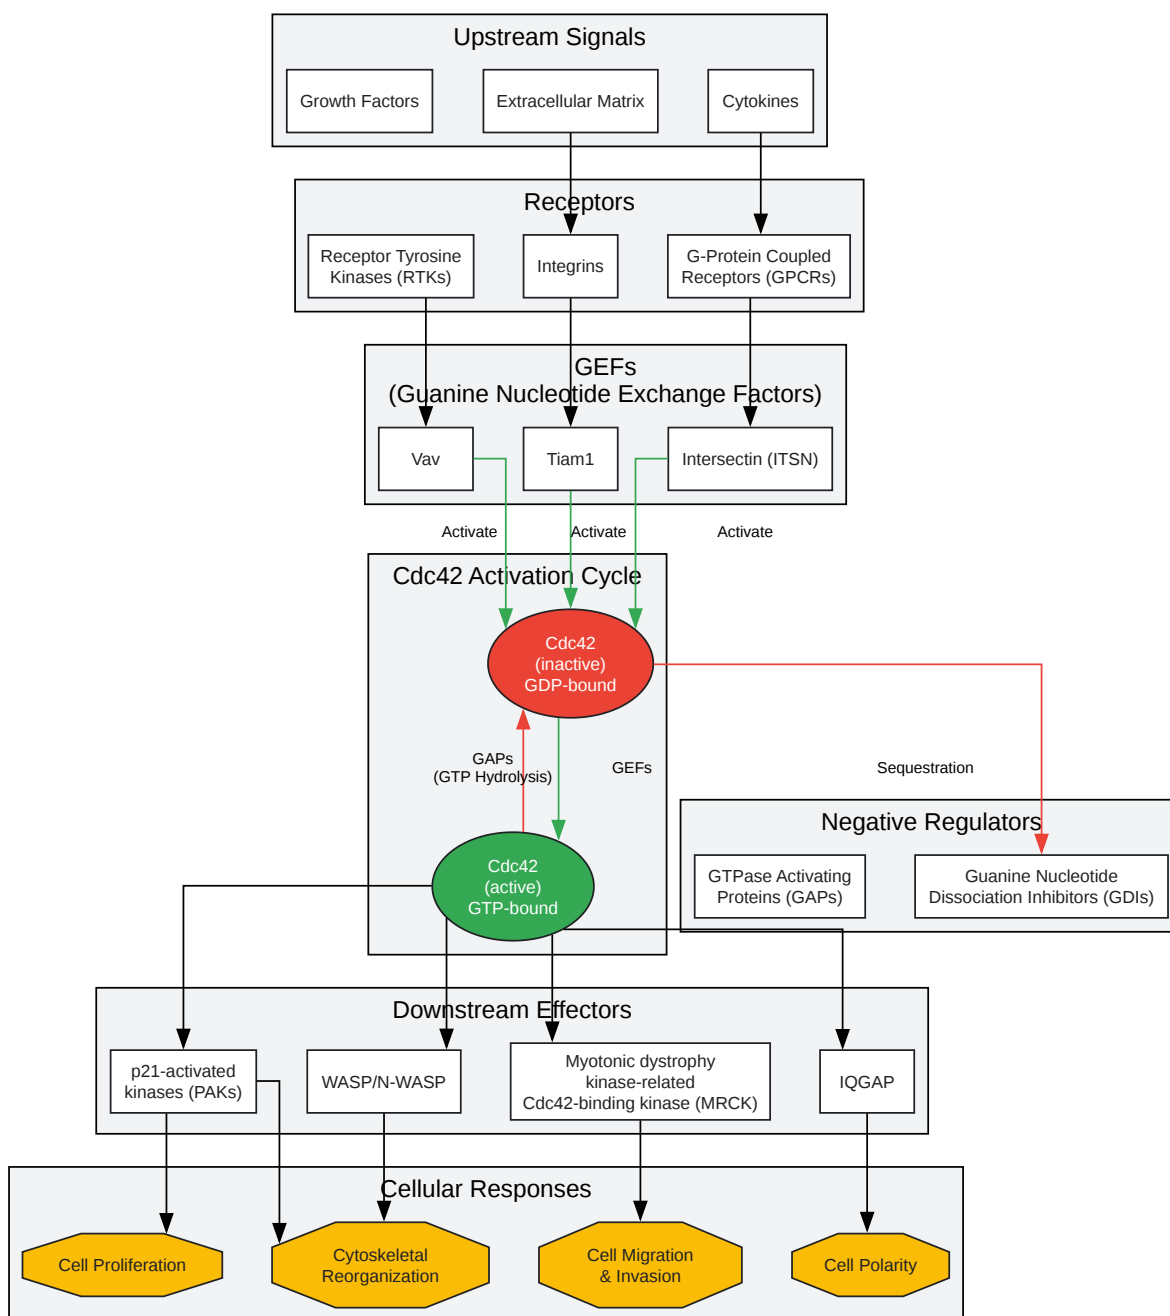 Upstream Signals
Growth Factors
Extracellular Matrix
Cytokines
Receptors
Receptor Tyrosine
Kinases (RTKs)
Integrins
G-Protein Coupled
Receptors (GPCRs)
GEFs
(Guanine Nucleotide Exchange Factors)
Vav
Tiam1
Intersectin (ITSN)
Activate
Activate
Activate
Cdc42 Activation Cycle
Cdc42
(inactive)
GDP-bound
GAPs
(GTP Hydrolysis)
GEFs
Sequestration
Negative Regulators
GTPase Activating
Proteins (GAPs)
Guanine Nucleotide
Dissociation Inhibitors (GDIs)
Cdc42
(active)
GTP-bound
Downstream Effectors
p21-activated
kinases (PAKs)
WASP/N-WASP
Myotonic dystrophy
kinase-related
Cdc42-binding kinase (MRCK)
IQGAP
Cellular Responses
Cell Proliferation
Cytoskeletal
Reorganization
Cell Migration
& Invasion
Cell Polarity